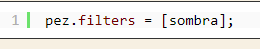 1 pez.filters = [sombra];